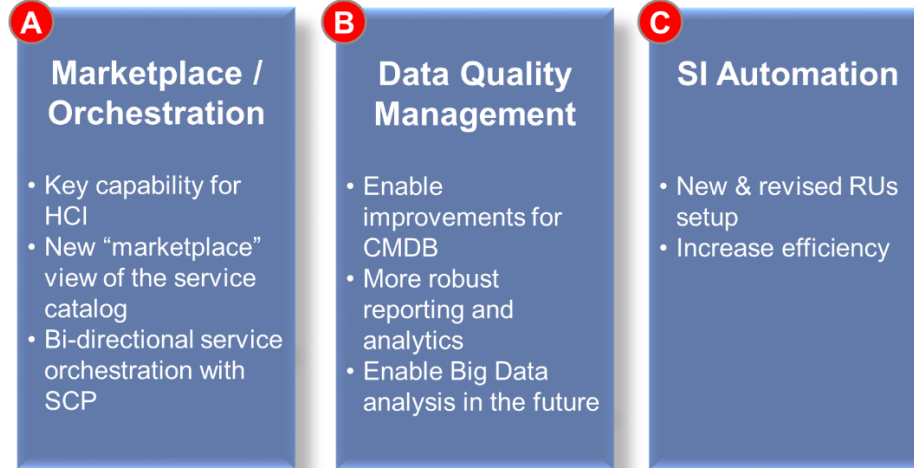 A
Marketplace /
Orchestration
• Key capability for
HCI
• New “marketplace”
view of the service
catalog
• Bi-directional service
orchestration with
SCP
B
Data Quality
Management
• Enable
improvements for
CMDB
• More robust
reporting and
analytics
• Enable Big Data
analysis in the future
C
SI Automation
• New & revised RUs
setup
• Increase efficiency